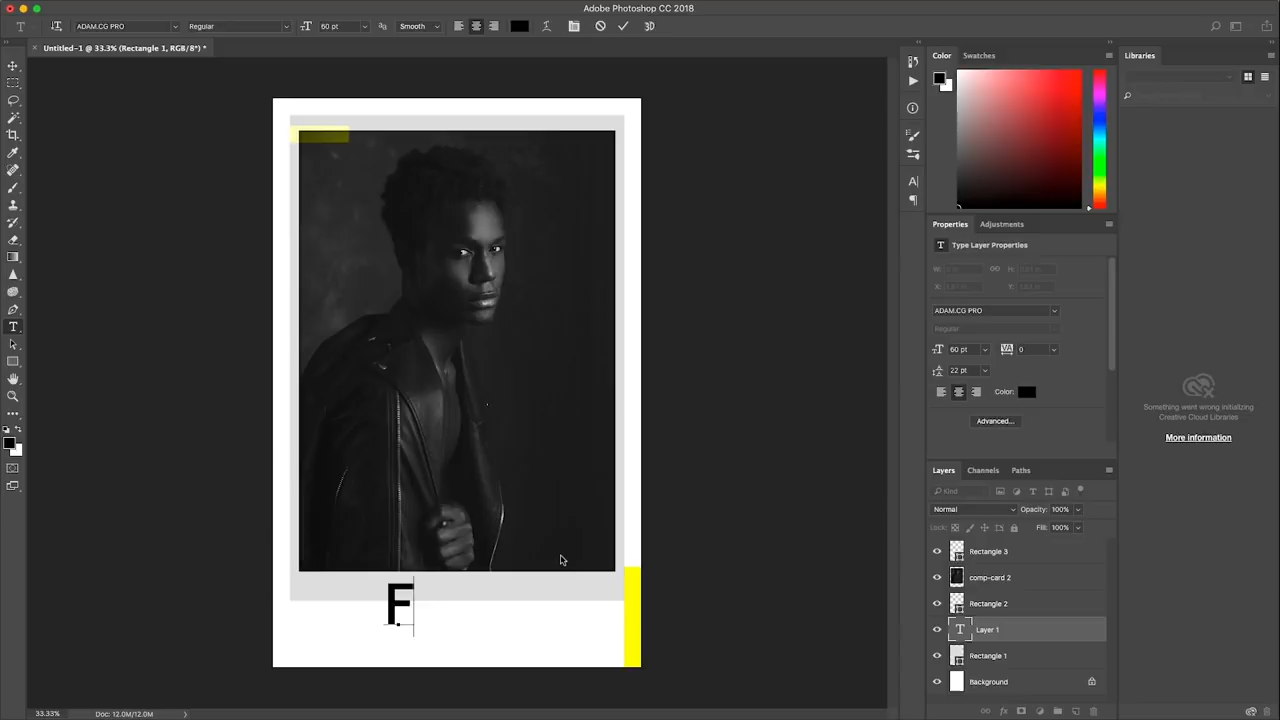 Adobe Photoshop CC 2018
ADAM.CG PRO Regular 60 pt Smooth 3D
Untitled-1 @ 33.3% (Rectangle 1, RGB/8*) *
Color Swatches
Libraries
Properties Adjustments
Type Layer Properties
W: H:
X: Y:
ADAM.CG PRO
Regular
60 pt 0
22 pt
Color:
Advanced...
Something went wrong initializing
Creative Cloud Libraries
More information
Layers Channels Paths
Kind
Normal Opacity: 100%
Lock: Fill: 100%
Rectangle 3
comp-card 2
Rectangle 2
Layer 1
Rectangle 1
Background
F
33.33% Doc: 12.0M/12.0M